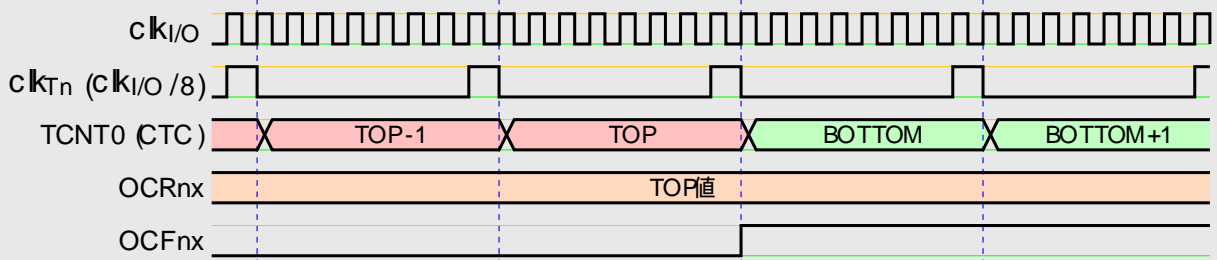 clkI/O
clkTn (clkI/O /8)
TCNT0 (CTC) TOP-1 TOP BOTTOM BOTTOM+1
OCRnx TOP値
OCFnx